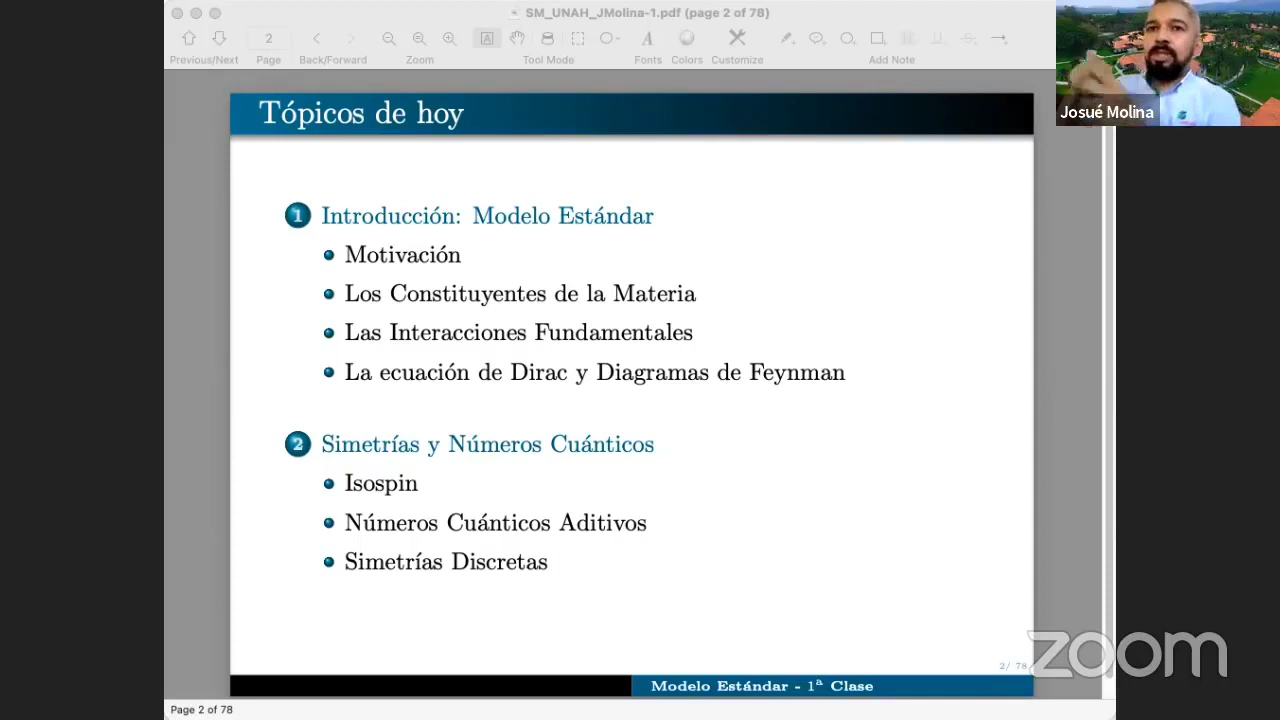 SM_UNAH_JMolina-1.pdf (page 2 of 78)
2
A
Previous/Next Page Back/Forward Zoom Tool Mode Fonts Colors Customize Add Note
Josué Molina
Tópicos de hoy
1 Introducción: Modelo Estándar
Motivación
Los Constituyentes de la Materia
Las Interacciones Fundamentales
La ecuación de Dirac y Diagramas de Feynman
2 Simetrías y Números Cuánticos
Isospin
Números Cuánticos Aditivos
Simetrías Discretas
2/ 78
zoom
Modelo Estándar - 1ª Clase
Page 2 of 78